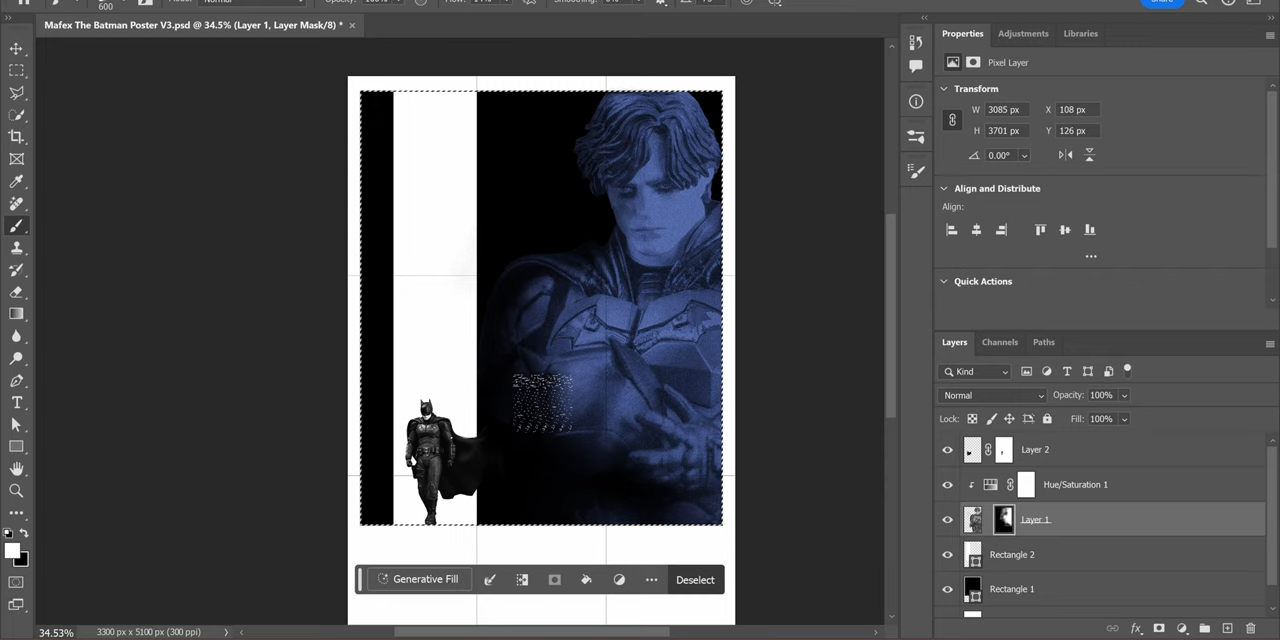 600
Normal
Share
Mafex The Batman Poster V3.psd @ 34.5% (Layer 1, Layer Mask/8) *
Properties
Adjustments
Libraries
Pixel Layer
Transform
W 3085 px X 108 px
H 3701 px Y 126 px
0.00°
Align and Distribute
Align:
Quick Actions
Layers
Channels
Paths
Kind
Normal
Opacity: 100%
Lock:
Fill: 100%
Layer 2
Hue/Saturation 1
Layer 1
Rectangle 2
Rectangle 1
Generative Fill
Deselect
34.53%
3300 px x 5100 px (300 ppi)